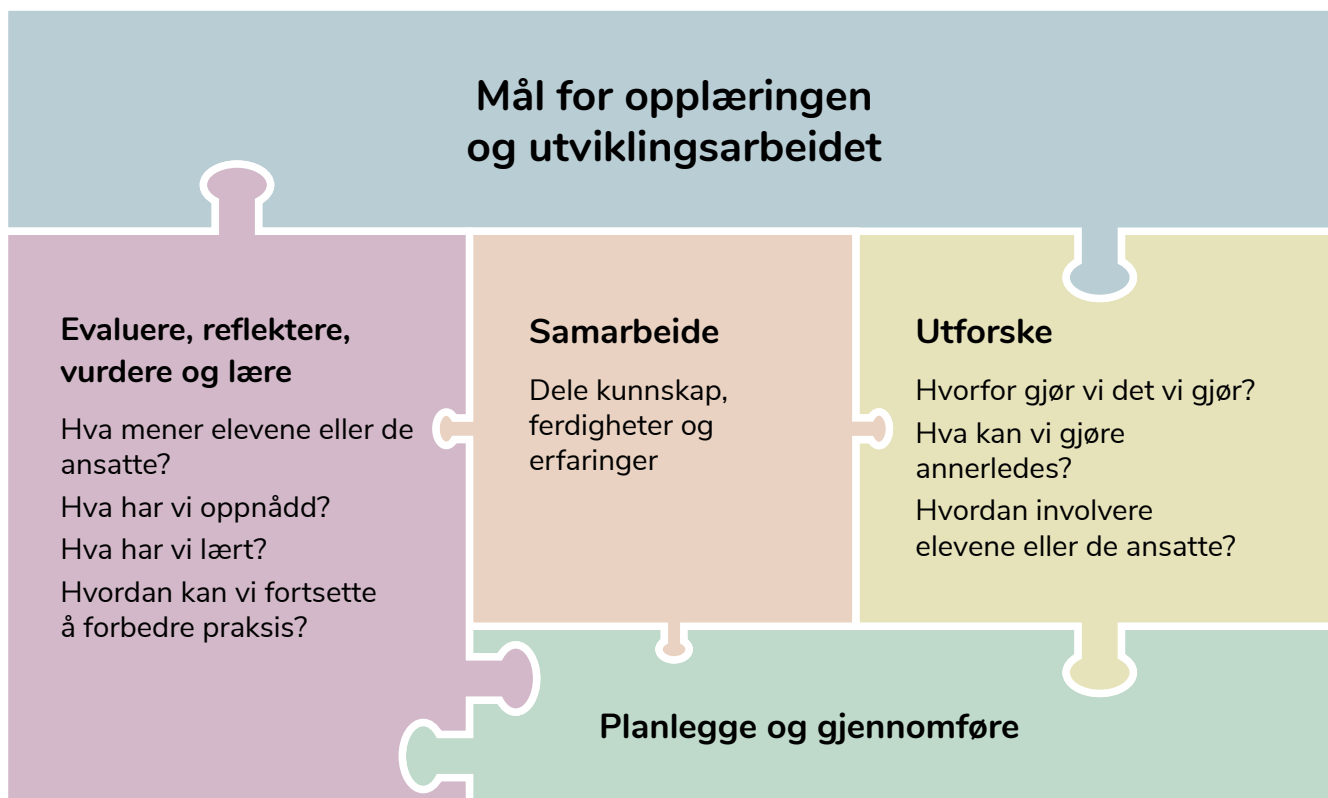 Mål for opplæringen
og utviklingsarbeidet
Evaluere, reflektere,
vurdere og lære
Hva mener elevene eller de
ansatte?
Hva har vi oppnådd?
Hva har vi lært?
Hvordan kan vi fortsette
å forbedre praksis?
Samarbeide
Dele kunnskap,
ferdigheter og
erfaringer
Utforske
Hvorfor gjør vi det vi gjør?
Hva kan vi gjøre
annerledes?
Hvordan involvere
elevene eller de ansatte?
Planlegge og gjennomføre